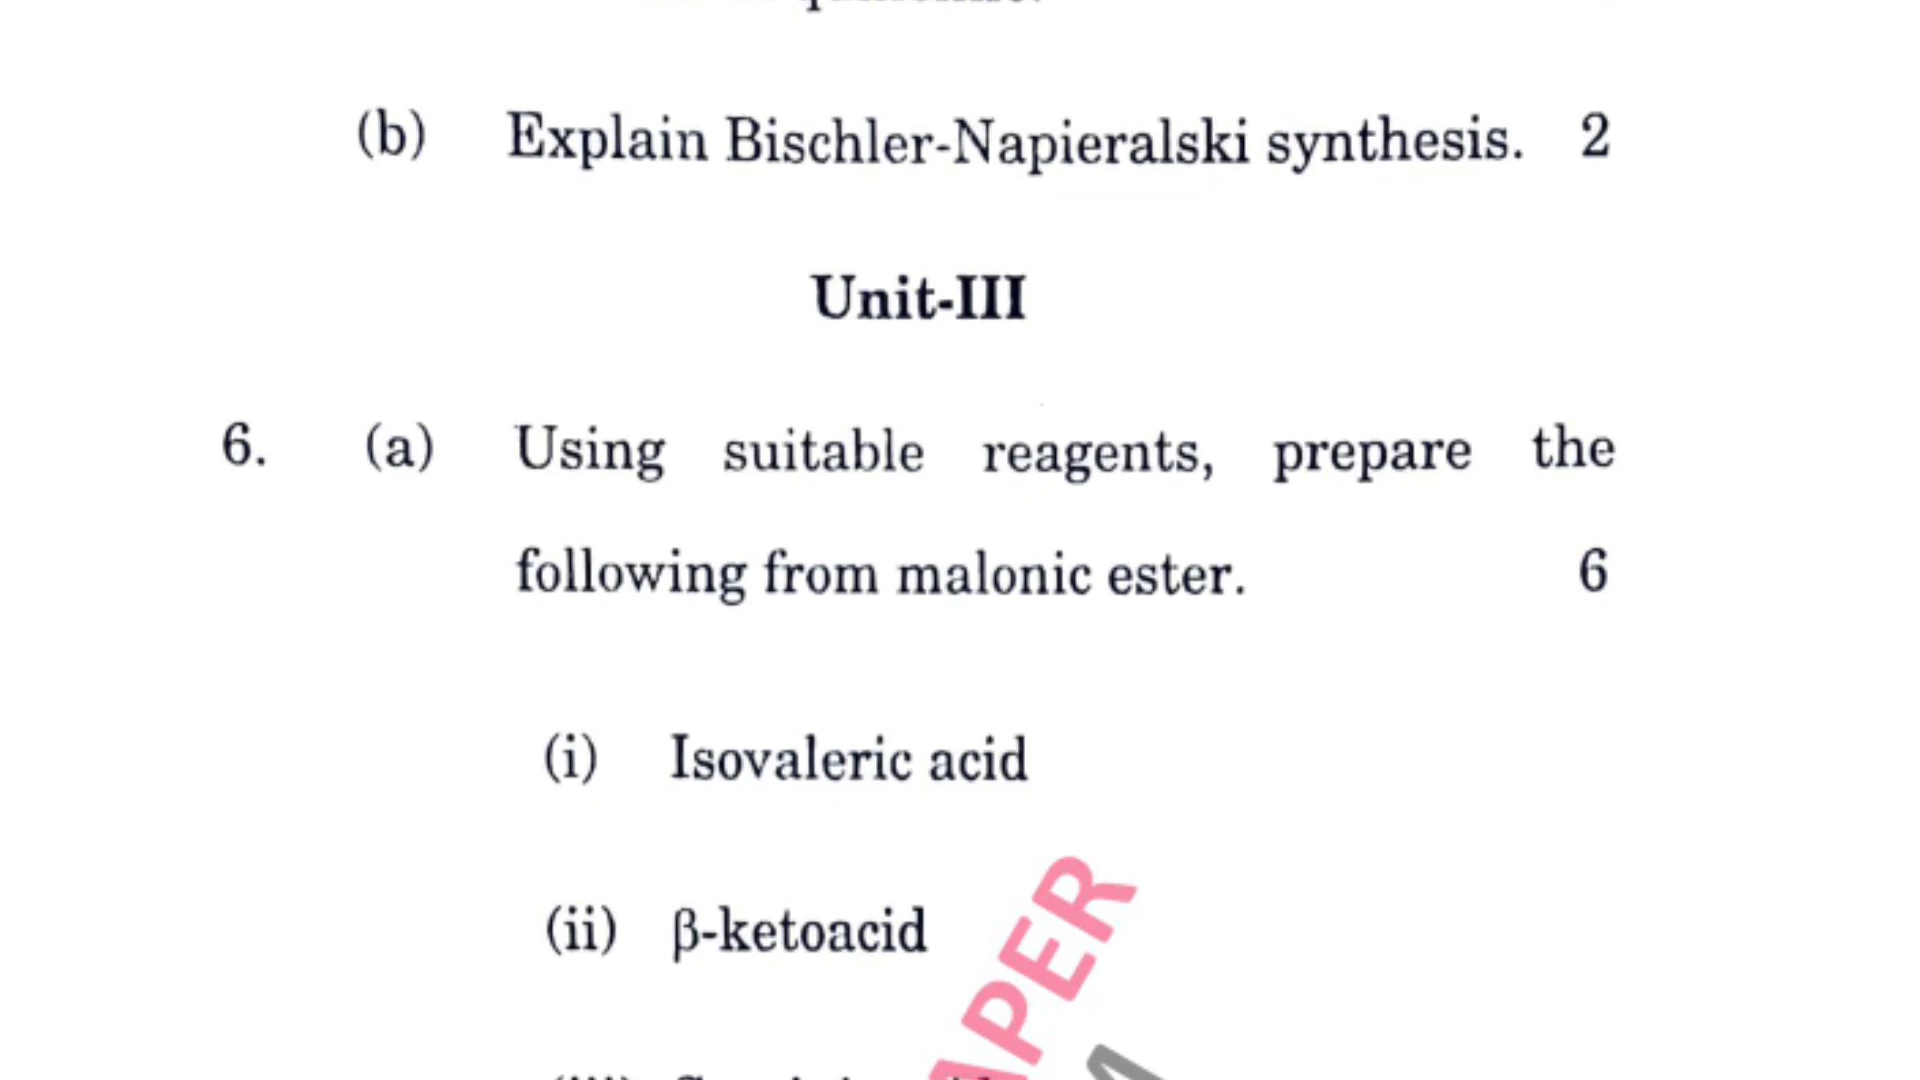 (b) Explain Bischler-Napieralski synthesis. 2
Unit-III
6. (a) Using suitable reagents, prepare the
following from malonic ester. 6
(i) Isovaleric acid
(ii) β-ketoacid
APER